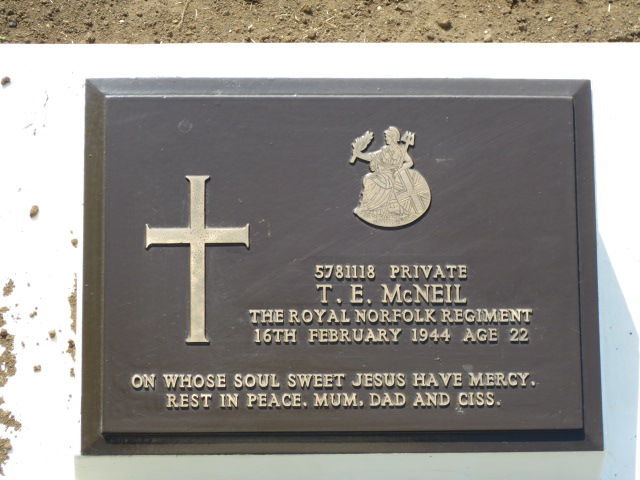 5781118 PRIVATE
T. E. McNEIL
THE ROYAL NORFOLK REGIMENT
16TH FEBRUARY 1944 AGE 22
ON WHOSE SOUL SWEET JESUS HAVE MERCY.
REST IN PEACE. MUM, DAD AND CISS.